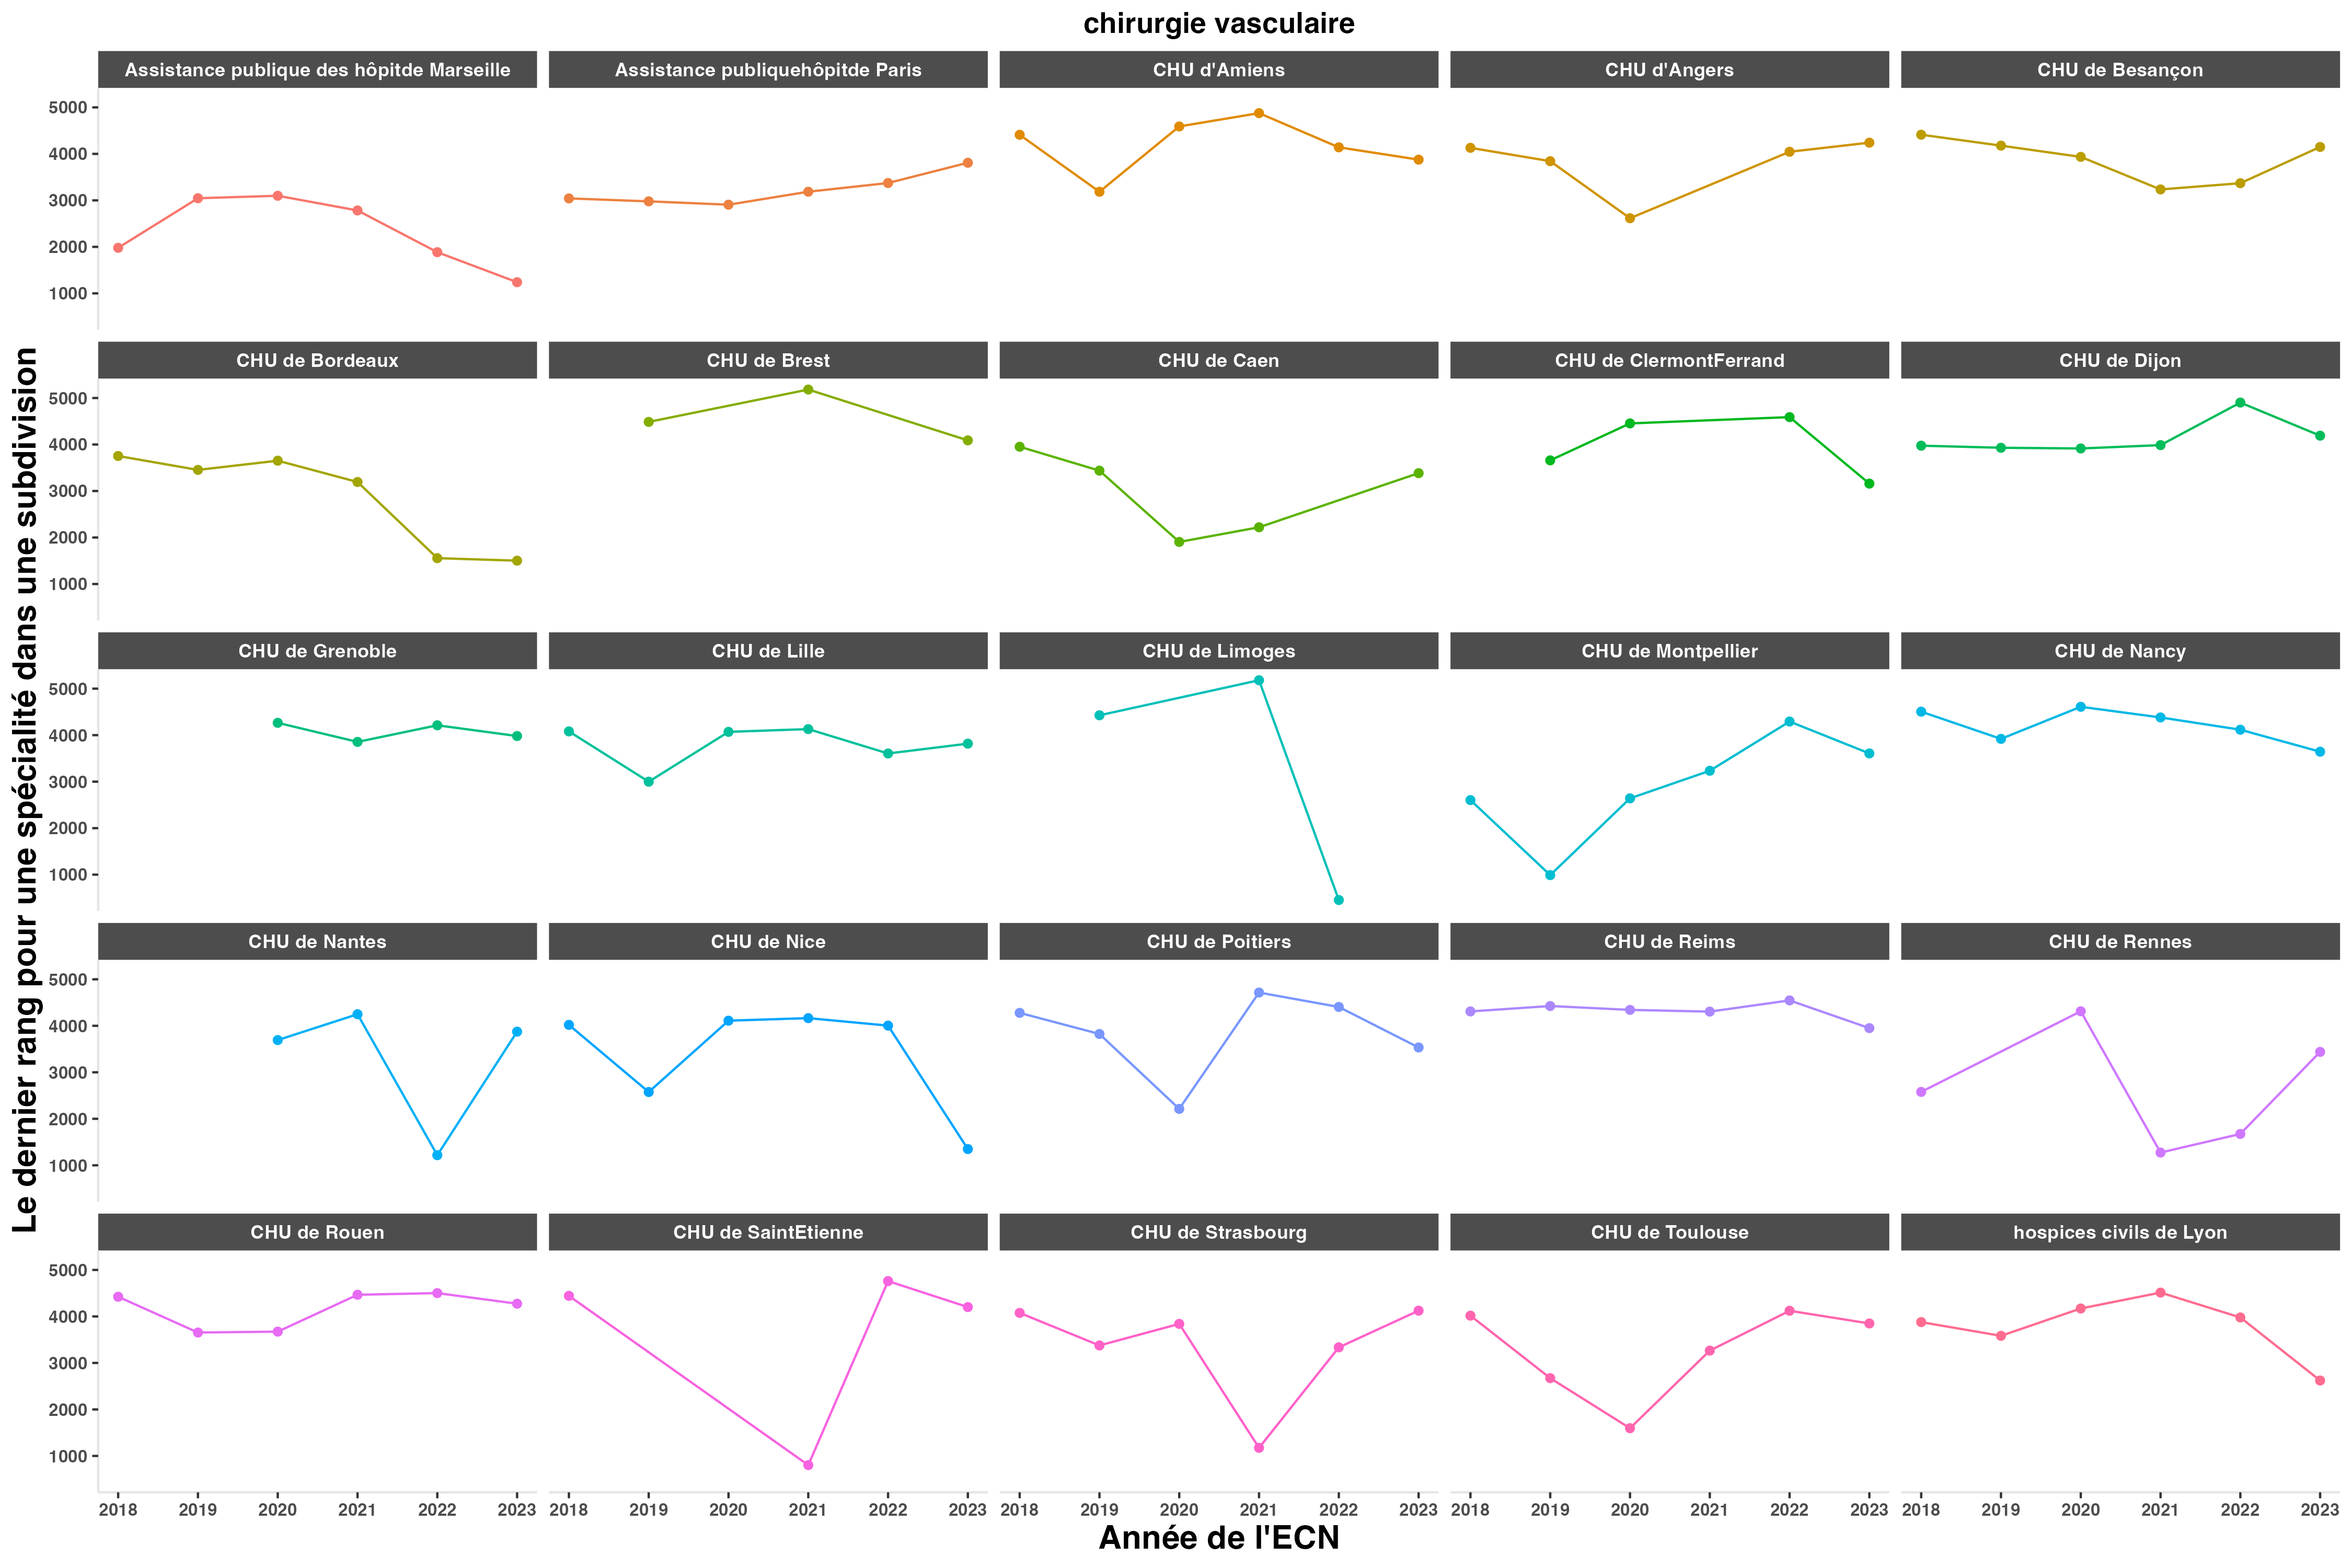 chirurgie vasculaire
Assistance publique des hôpitde Marseille
Assistance publiquehôpitde Paris
CHU d'Amiens
CHU d'Angers
CHU de Besançon
5000
4000
3000
2000
1000
CHU de Bordeaux
CHU de Brest
CHU de Caen
CHU de ClermontFerrand
CHU de Dijon
5000
4000
3000
2000
1000
CHU de Grenoble
CHU de Lille
CHU de Limoges
CHU de Montpellier
CHU de Nancy
5000
4000
3000
2000
1000
CHU de Nantes
CHU de Nice
CHU de Poitiers
CHU de Reims
CHU de Rennes
5000
4000
3000
2000
1000
CHU de Rouen
CHU de SaintEtienne
CHU de Strasbourg
CHU de Toulouse
hospices civils de Lyon
5000
4000
3000
2000
1000
2018 2019 2020 2021 2022 2023
2018 2019 2020 2021 2022 2023
2018 2019 2020 2021 2022 2023
2018 2019 2020 2021 2022 2023
2018 2019 2020 2021 2022 2023
Année de l'ECN
Le dernier rang pour une spécialité dans une subdivision